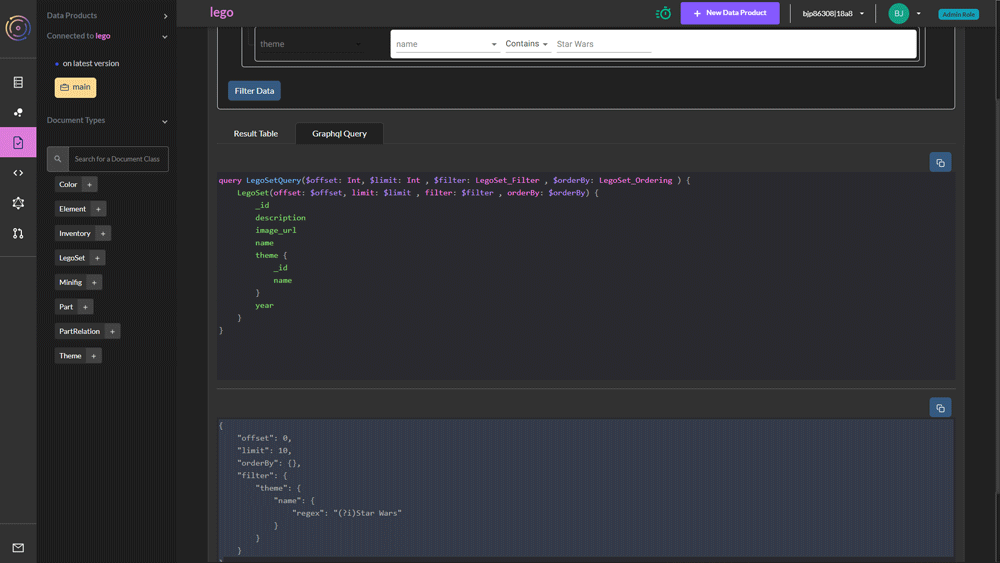 Data Products
lego
+ New Data Product
bjp86308|18a8
BJ
Admin Role
Connected to lego
on latest version
main
Document Types
Search for a Document Class
Color +
Element +
Inventory +
LegoSet +
Minifig +
Part +
PartRelation +
Theme +
theme
name
Contains
Star Wars
Filter Data
Result Table
Graphql Query
query LegoSetQuery($offset: Int, $limit: Int , $filter: LegoSet_Filter , $orderBy: LegoSet_Ordering ) {
LegoSet(offset: $offset, limit: $limit , filter: $filter , orderBy: $orderBy) {
_id
description
image_url
name
theme {
_id
name
}
year
}
}
{
"offset": 0,
"limit": 10,
"orderBy": {},
"filter": {
"theme": {
"name": {
"regex": "(?i)Star Wars"
}
}
}